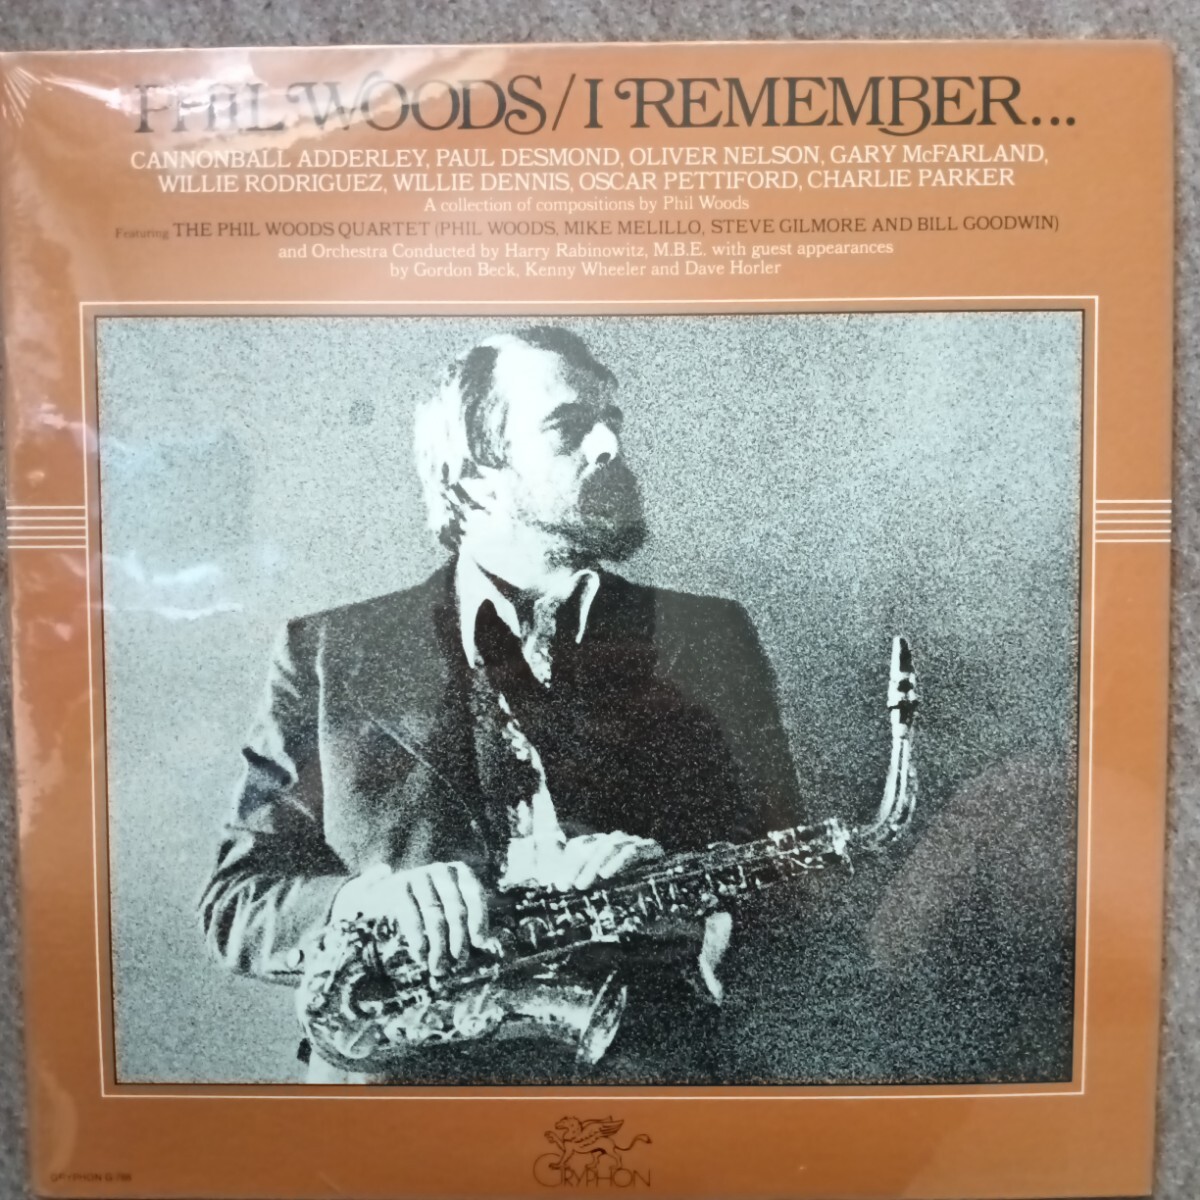 PHIL WOODS/I REMEMBER...
CANNONBALL ADDERLEY, PAUL DESMOND, OLIVER NELSON, GARY McFARLAND,
WILLIE RODRIGUEZ, WILLIE DENNIS, OSCAR PETTIFORD, CHARLIE PARKER
A collection of compositions by Phil Woods
Featuring THE PHIL WOODS QUARTET (PHIL WOODS, MIKE MELILLO, STEVE GILMORE AND BILL GOODWIN)
and Orchestra Conducted by Harry Rabinowitz, M.B.E. with guest appearances
by Gordon Beck, Kenny Wheeler and Dave Horler
GRYPHON
GRYPHON